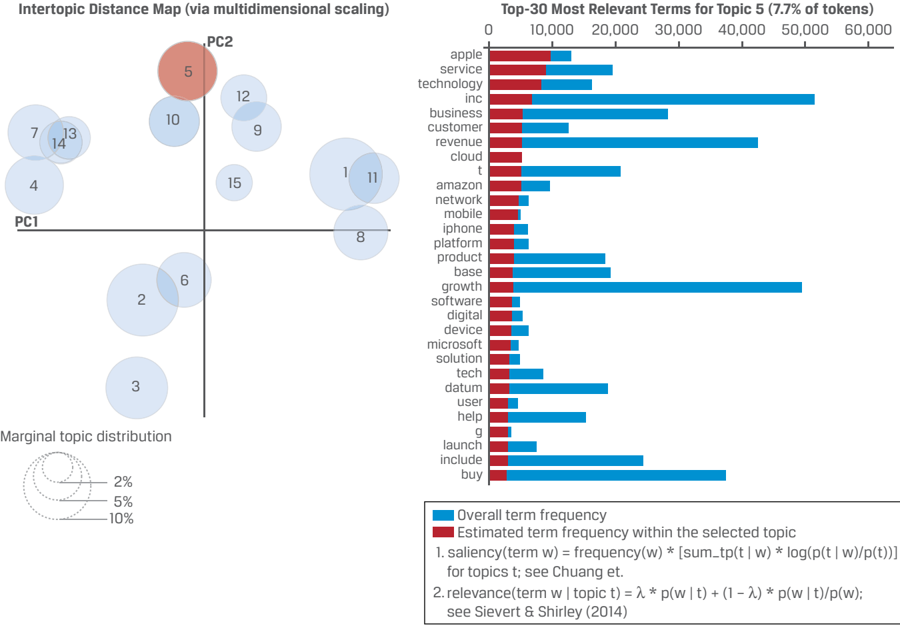 Intertopic Distance Map (via multidimensional scaling)
PC2
5
12
10
9
7
13
14
4
15
1
11
PC1
8
6
2
3
Marginal topic distribution
2%
5%
10%
Top-30 Most Relevant Terms for Topic 5 (7.7% of tokens)
0 10,000 20,000 30,000 40,000 50,000 60,000
apple
service
technology
inc
business
customer
revenue
cloud
t
amazon
network
mobile
iphone
platform
product
base
growth
software
digital
device
microsoft
solution
tech
datum
user
help
g
launch
include
buy
Overall term frequency
Estimated term frequency within the selected topic
1. saliency(term w) = frequency(w) * [sum_tp(t | w) * log(p(t | w)/p(t))]
for topics t; see Chuang et.
2. relevance(term w | topic t) = λ * p(w | t) + (1 – λ) * p(w | t)/p(w);
see Sievert & Shirley (2014)